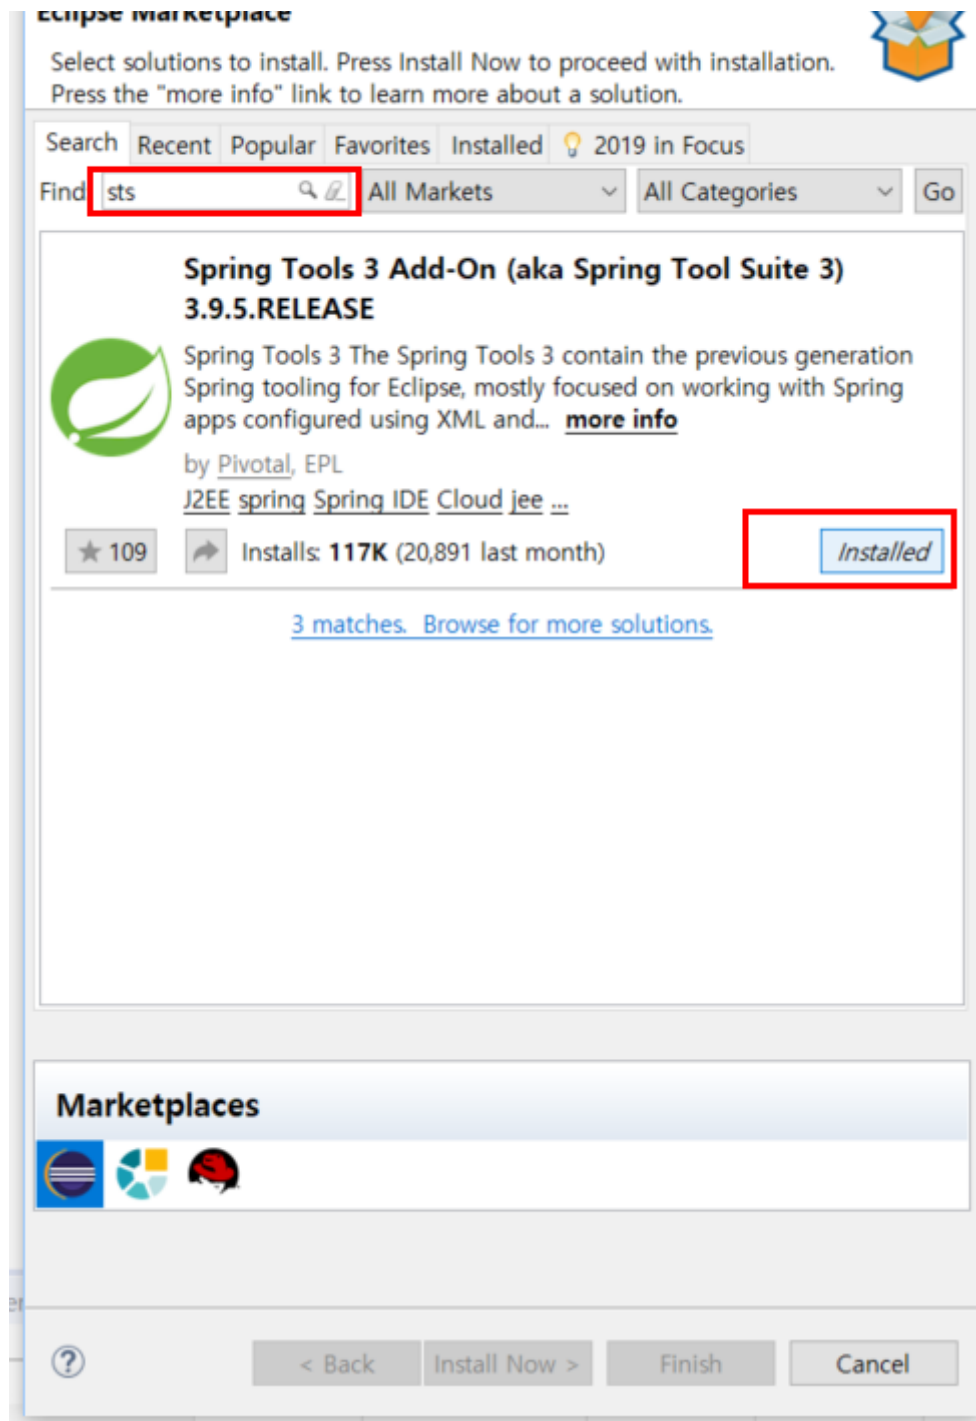 Eclipse Marketplace
Select solutions to install. Press Install Now to proceed with installation.
Press the "more info" link to learn more about a solution.
Search Recent Popular Favorites Installed 2019 in Focus
Find: sts All Markets All Categories Go
Spring Tools 3 Add-On (aka Spring Tool Suite 3)
3.9.5.RELEASE
Spring Tools 3 The Spring Tools 3 contain the previous generation
Spring tooling for Eclipse, mostly focused on working with Spring
apps configured using XML and... more info
by Pivotal, EPL
J2EE spring Spring IDE Cloud jee ...
109 Installs: 117K (20,891 last month) Installed
3 matches. Browse for more solutions.
Marketplaces
? < Back Install Now > Finish Cancel